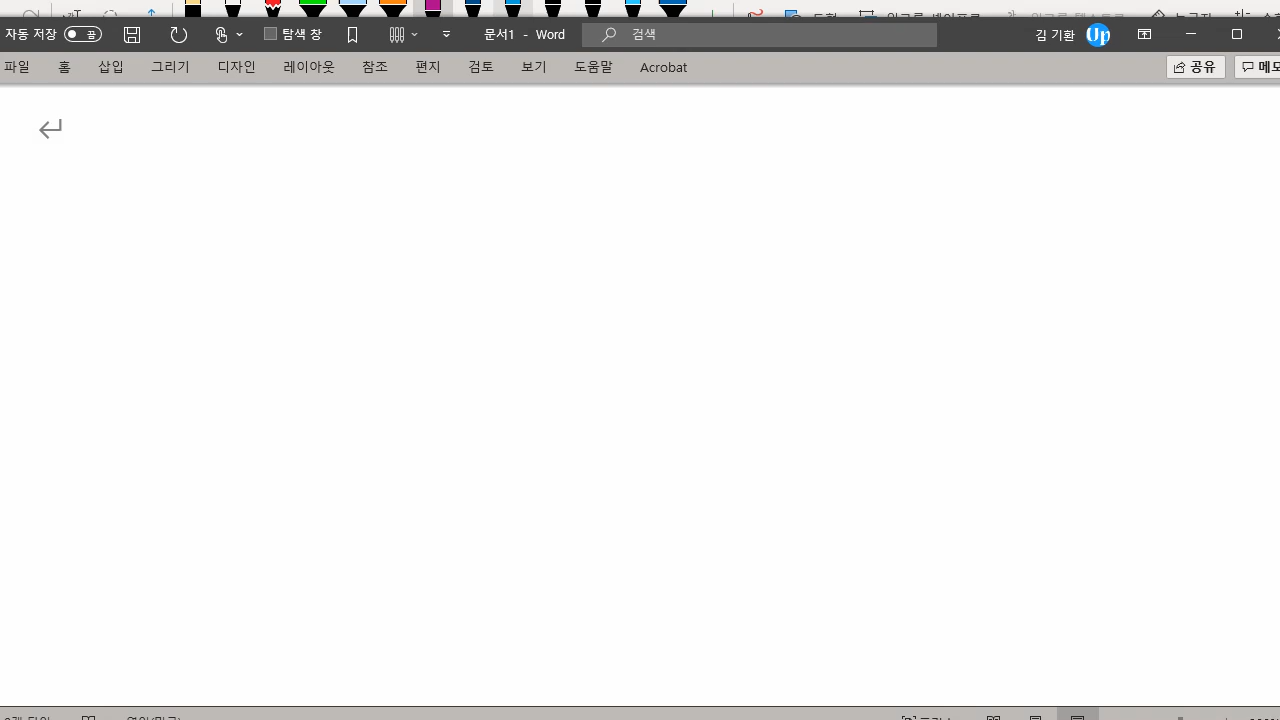 자동 저장 끔 탐색 창 문서1 - Word 검색 김 기환 Up
파일 홈 삽입 그리기 디자인 레이아웃 참조 편지 검토 보기 도움말 Acrobat 공유 메모